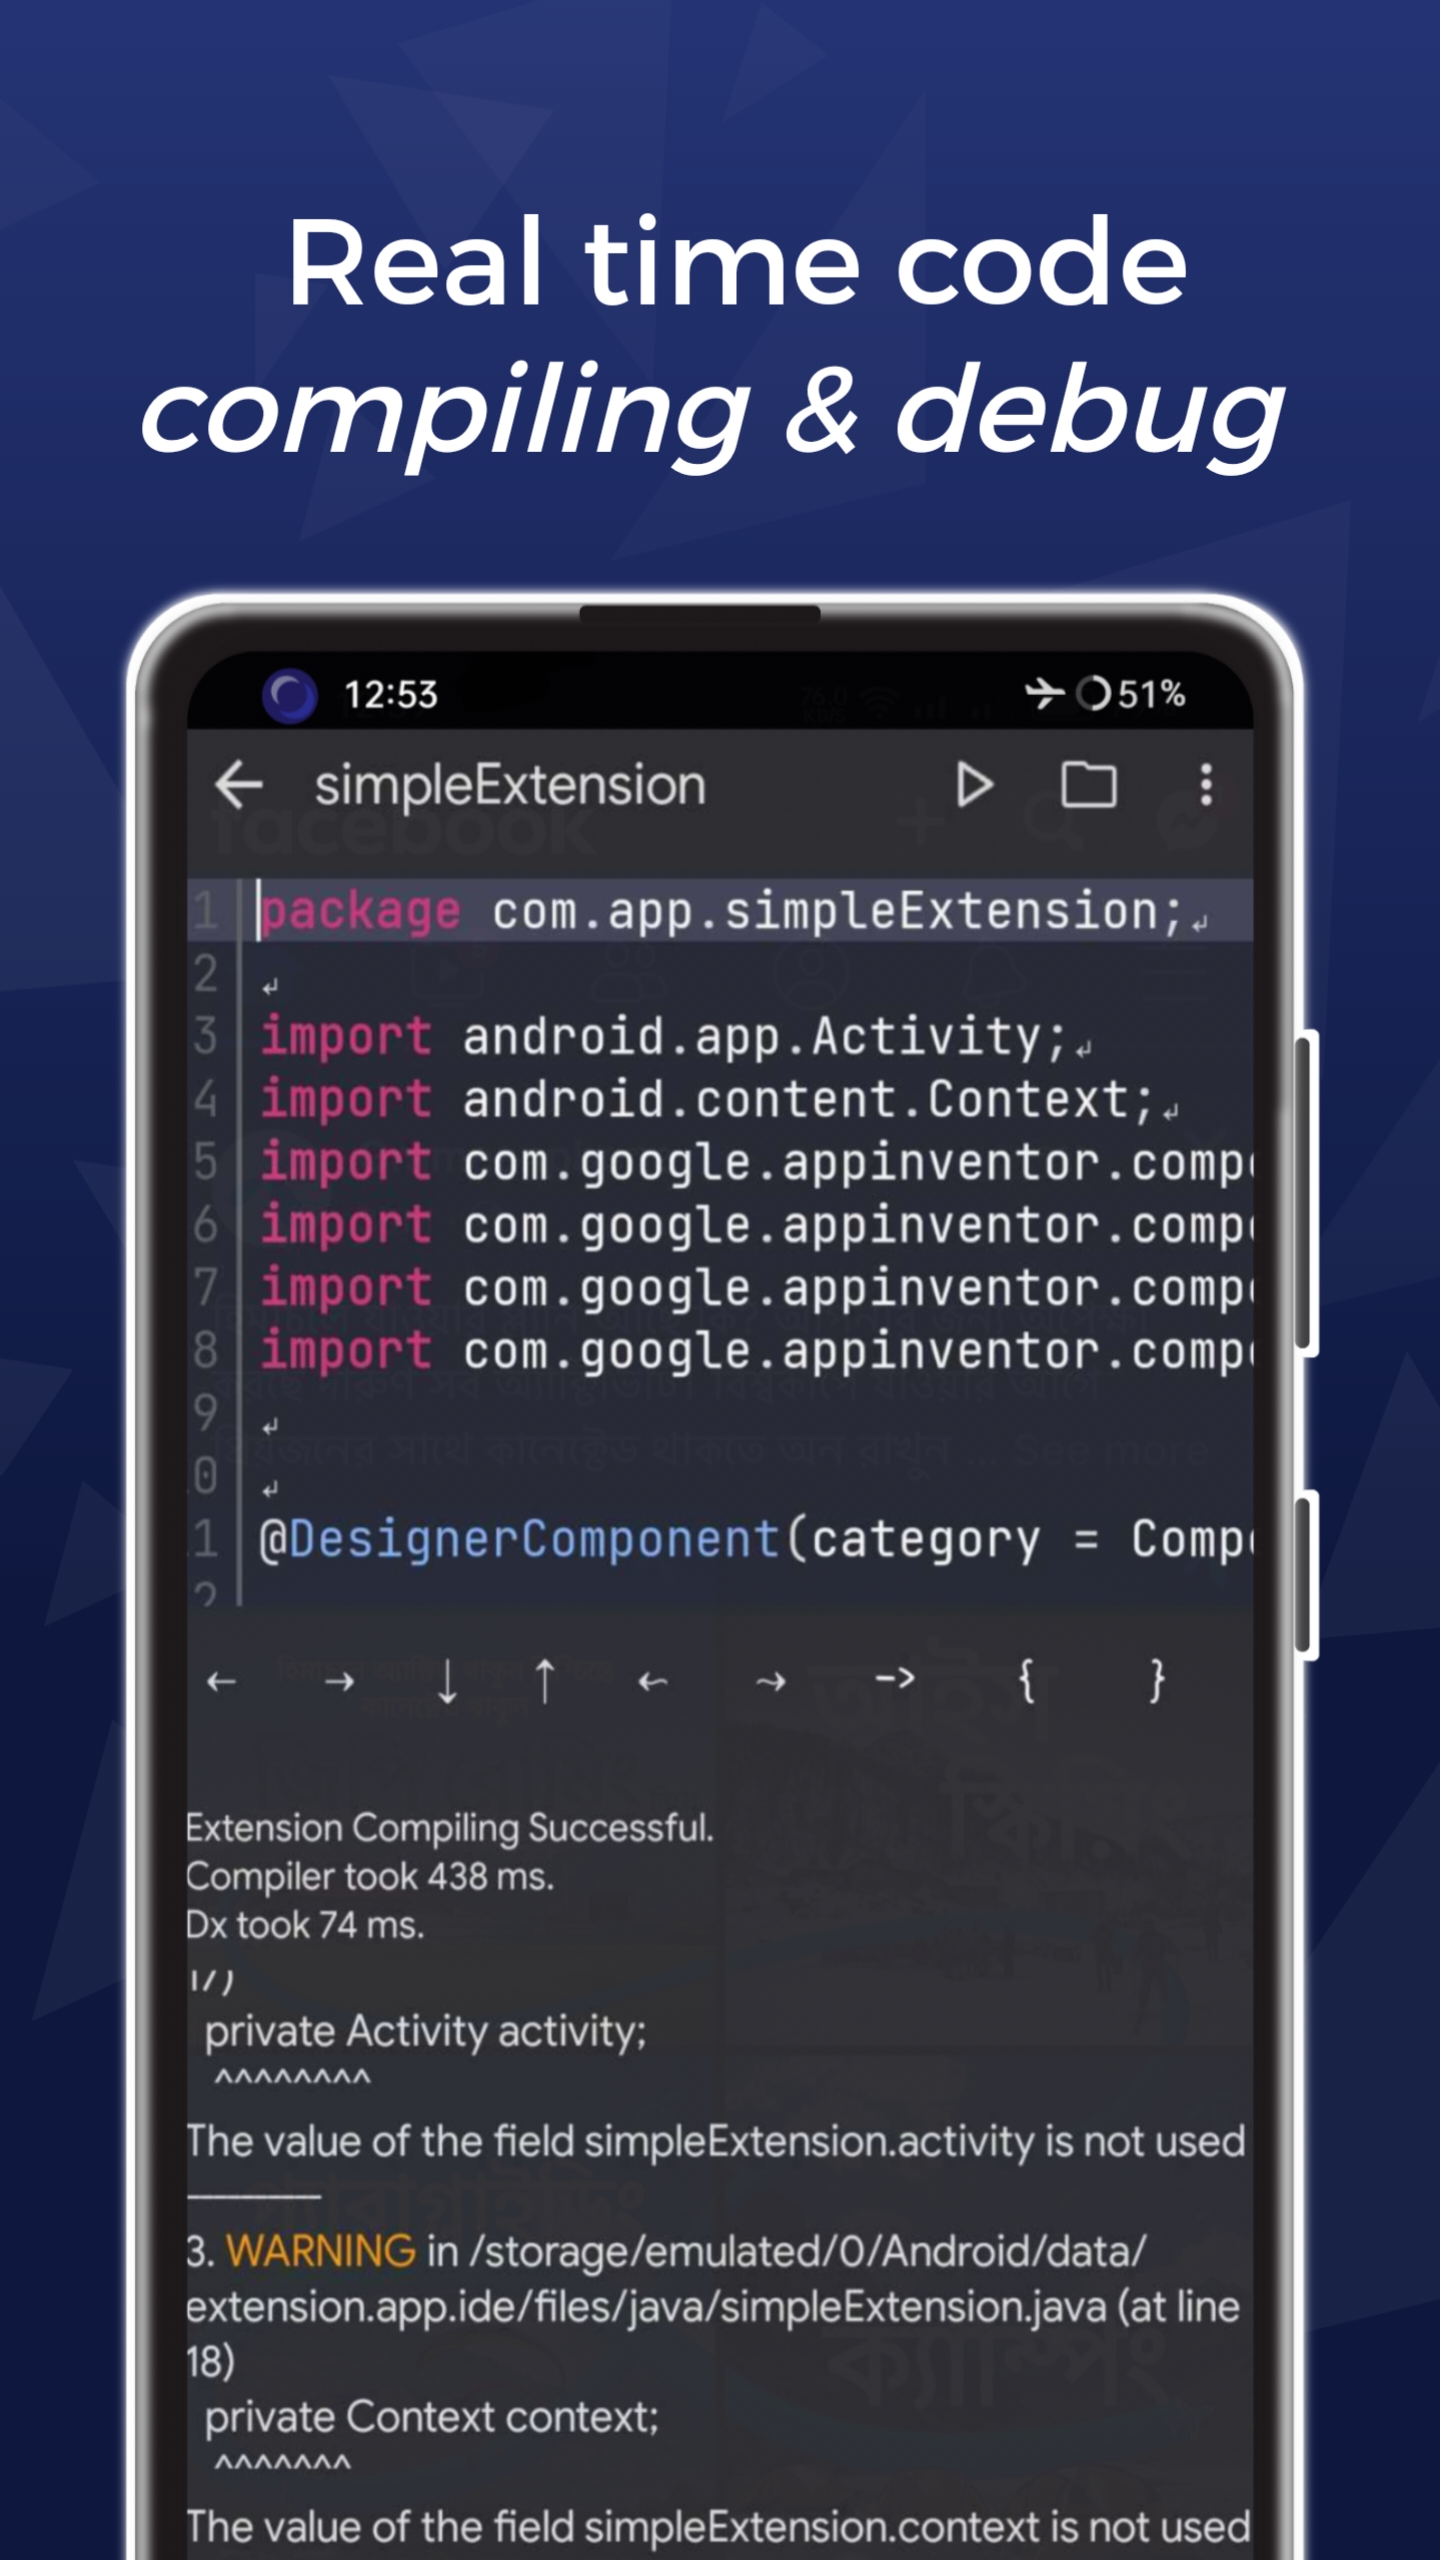 Real time code
compiling & debug
12:53 51%
simpleExtension
facebook
1 package com.app.simpleExtension;
2
3 import android.app.Activity;
4 import android.content.Context;
5 import com.google.appinventor.comp
6 import com.google.appinventor.comp
7 import com.google.appinventor.comp
8 import com.google.appinventor.comp
9
0
1 @DesignerComponent(category = Comp
2
← → ↓ ↑ ↜ ↝ -> { }
Extension Compiling Successful.
Compiler took 438 ms.
Dx took 74 ms.
private Activity activity;
^^^^^^^^
The value of the field simpleExtension.activity is not used
----------
3. WARNING in /storage/emulated/0/Android/data/
extension.app.ide/files/java/simpleExtension.java (at line
18)
private Context context;
^^^^^^^
The value of the field simpleExtension.context is not used